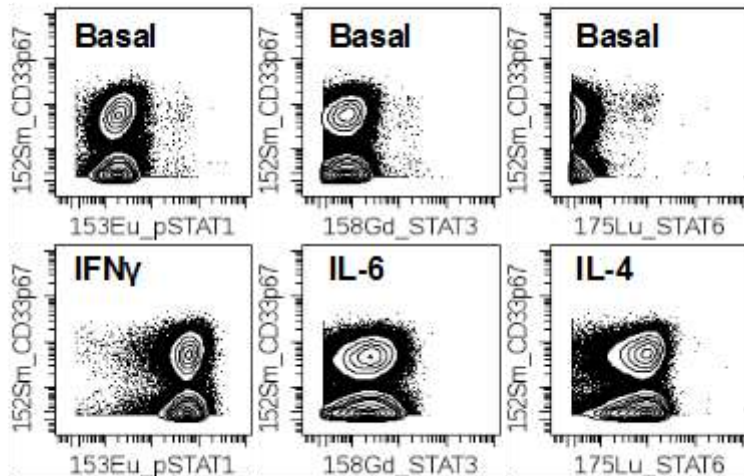 Basal
152Sm_CD33p67
153Eu_pSTAT1
Basal
152Sm_CD33p67
158Gd_STAT3
Basal
152Sm_CD33p67
175Lu_STAT6
IFNγ
152Sm_CD33p67
153Eu_pSTAT1
IL-6
152Sm_CD33p67
158Gd_STAT3
IL-4
152Sm_CD33p67
175Lu_STAT6